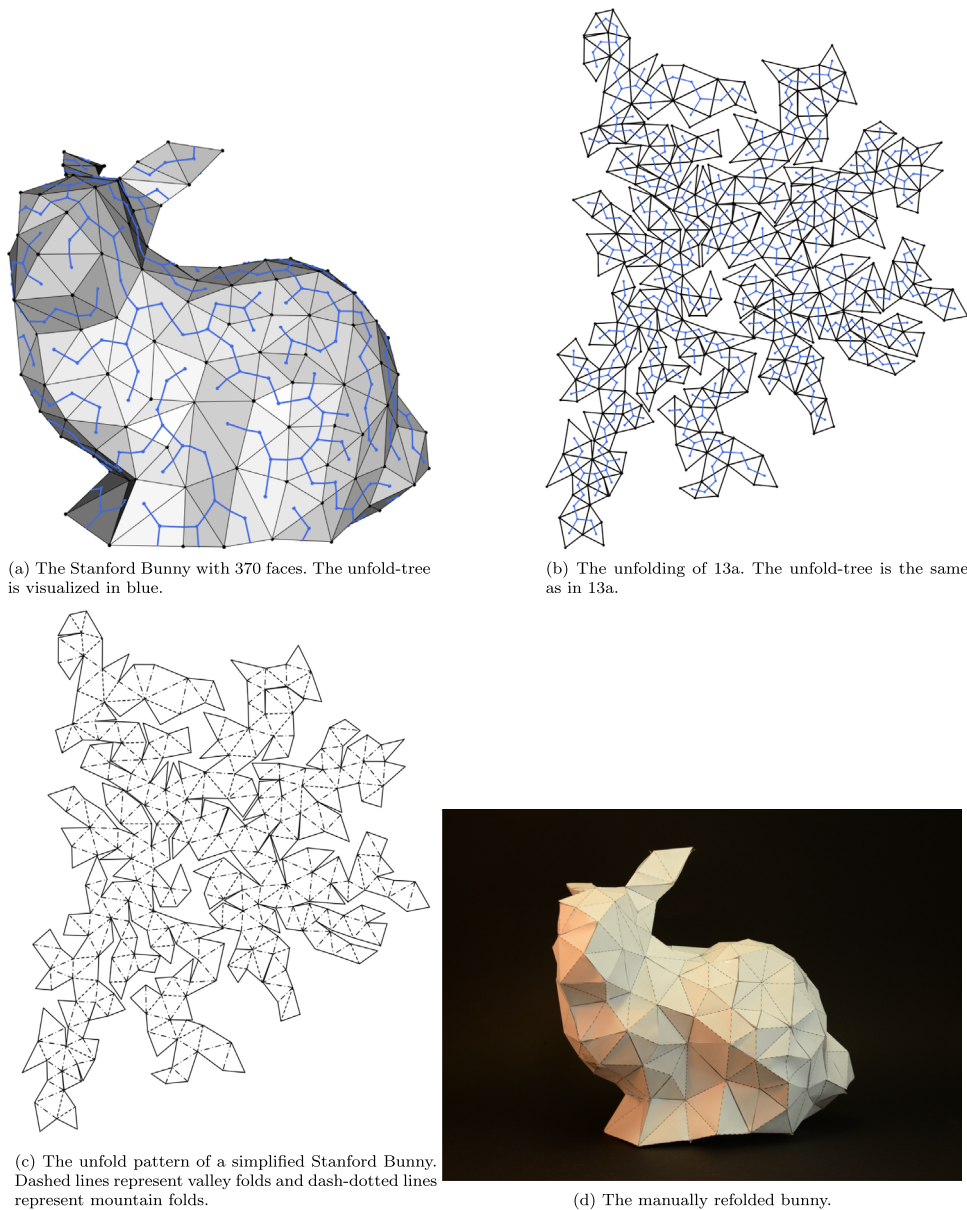 (a) The Stanford Bunny with 370 faces. The unfold-tree
is visualized in blue.
(b) The unfolding of 13a. The unfold-tree is the same
as in 13a.
(c) The unfold pattern of a simplified Stanford Bunny.
Dashed lines represent valley folds and dash-dotted lines
represent mountain folds.
(d) The manually refolded bunny.